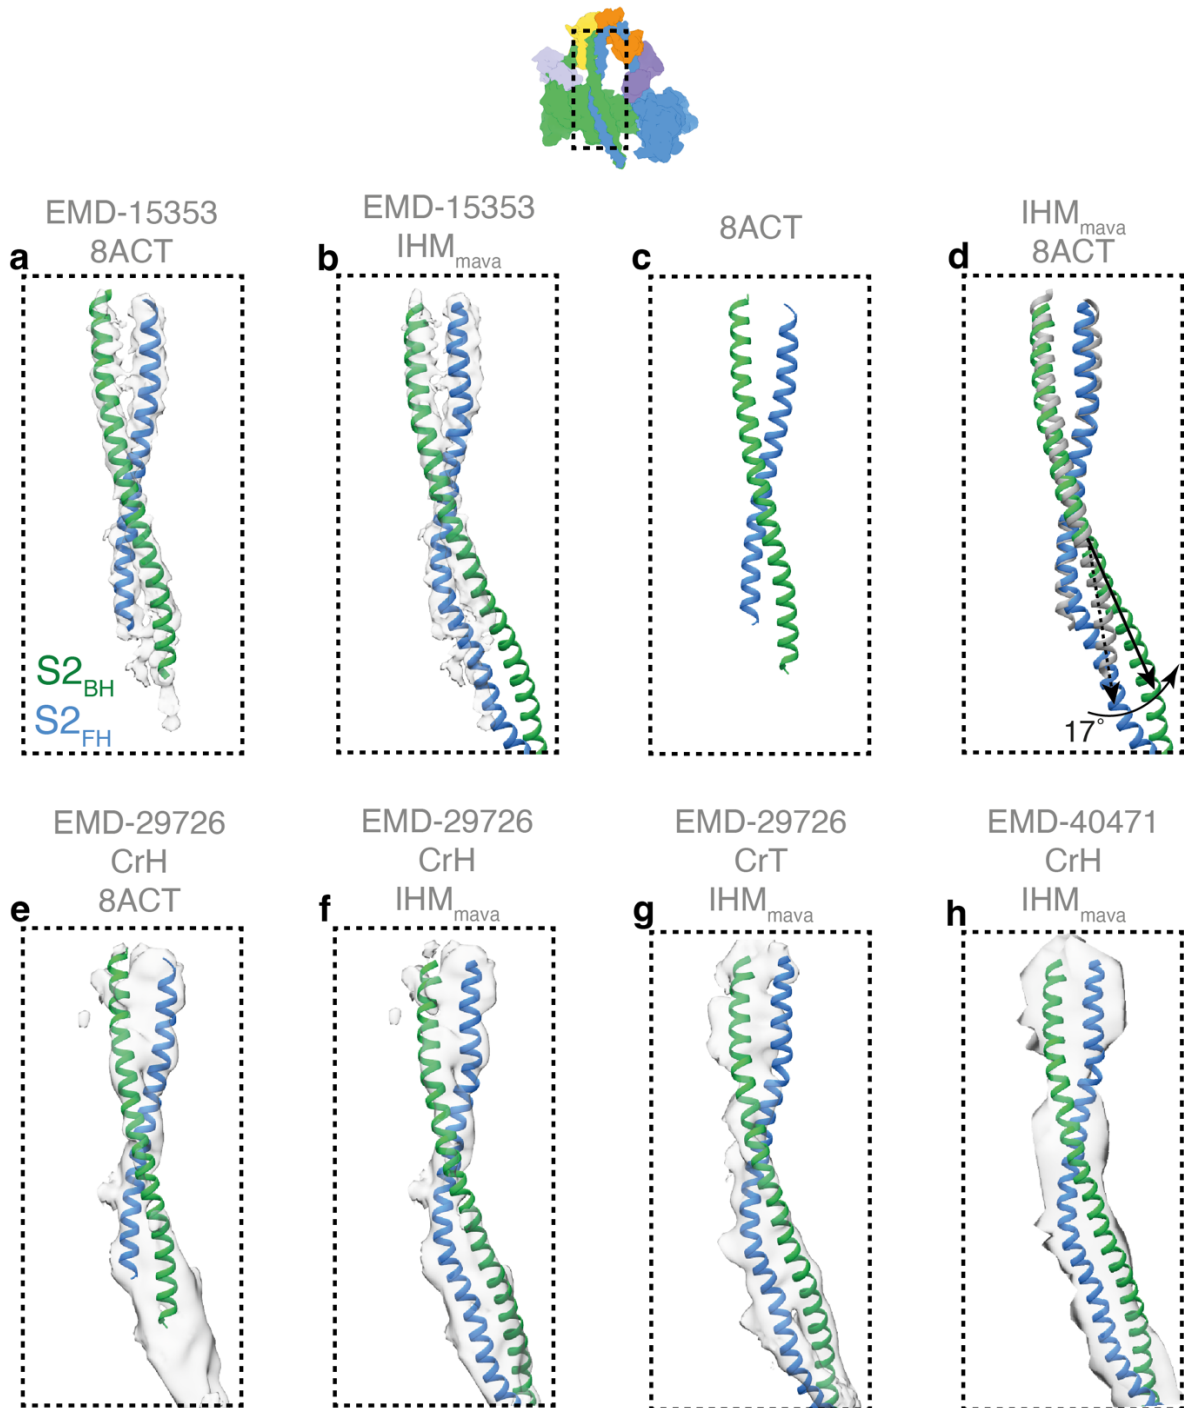 EMD-15353
8ACT
a
EMD-15353
IHMmava
b
8ACT
c
IHMmava
8ACT
d
S2BH
S2FH
17°
EMD-29726
CrH
8ACT
e
EMD-29726
CrH
IHMmava
f
EMD-29726
CrT
IHMmava
g
EMD-40471
CrH
IHMmava
h